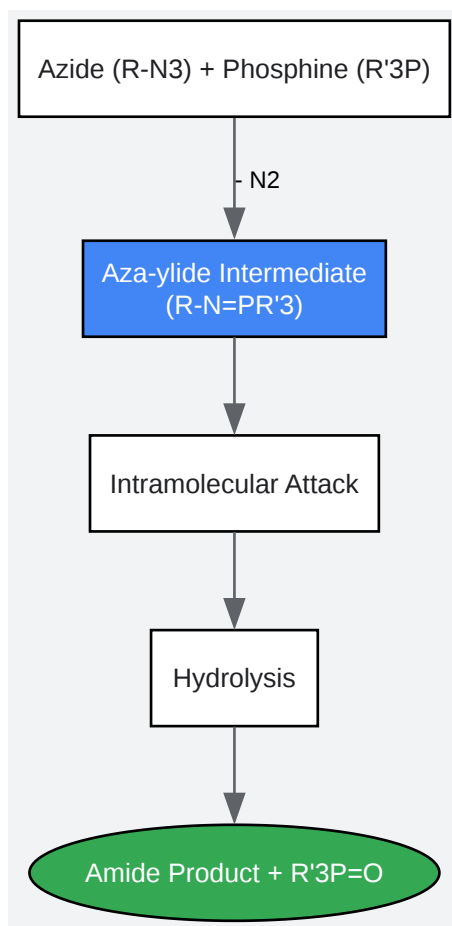 Azide (R-N3) + Phosphine (R'3P)
- N2
Aza-ylide Intermediate
(R-N=PR'3)
Intramolecular Attack
Hydrolysis
Amide Product + R'3P=O